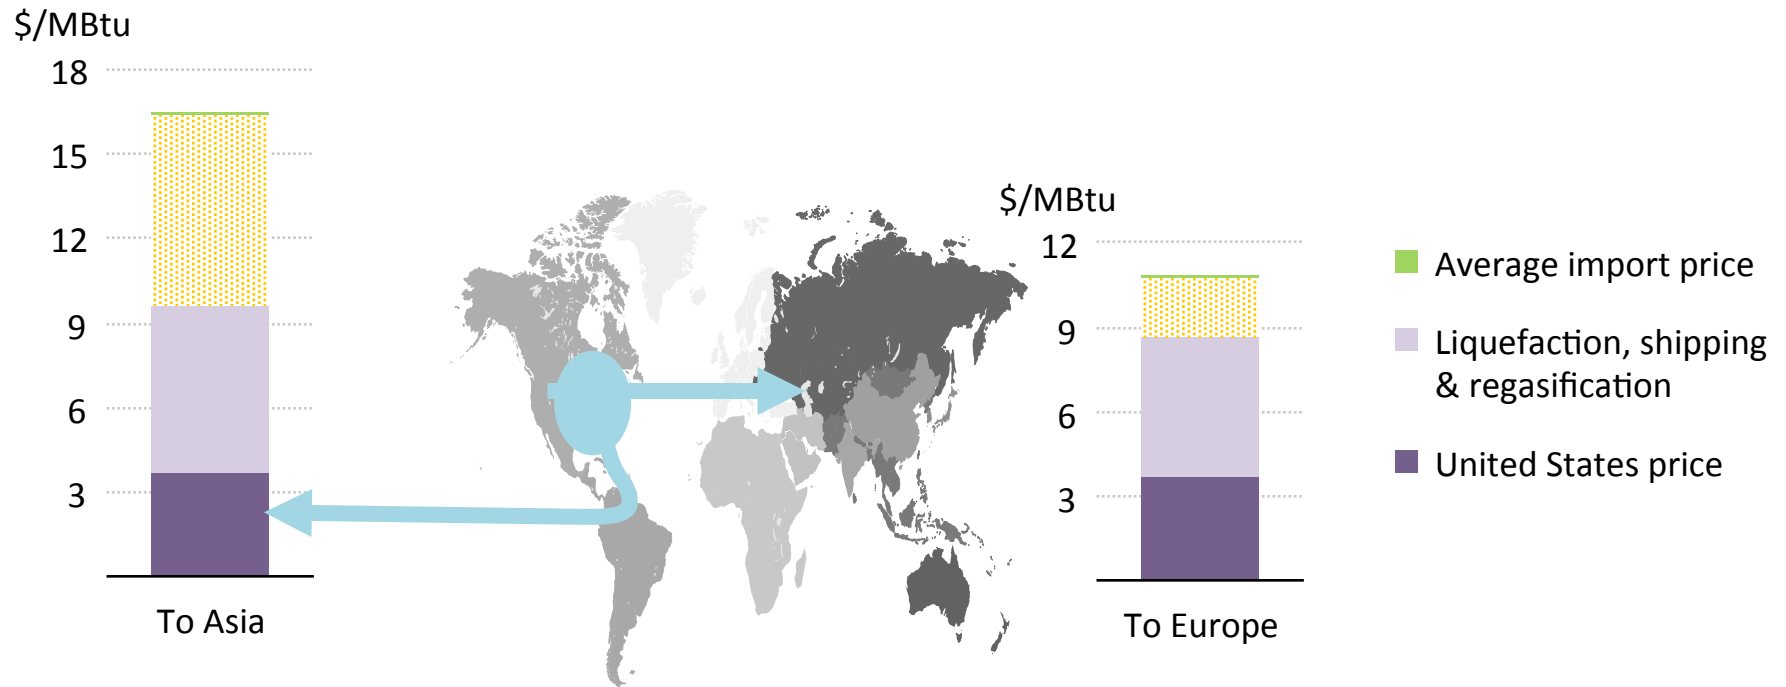 $/MBtu
18
15
12
9
6
3
To Asia
$/MBtu
12
9
6
3
To Europe
Average import price
Liquefaction, shipping
& regasification
United States price